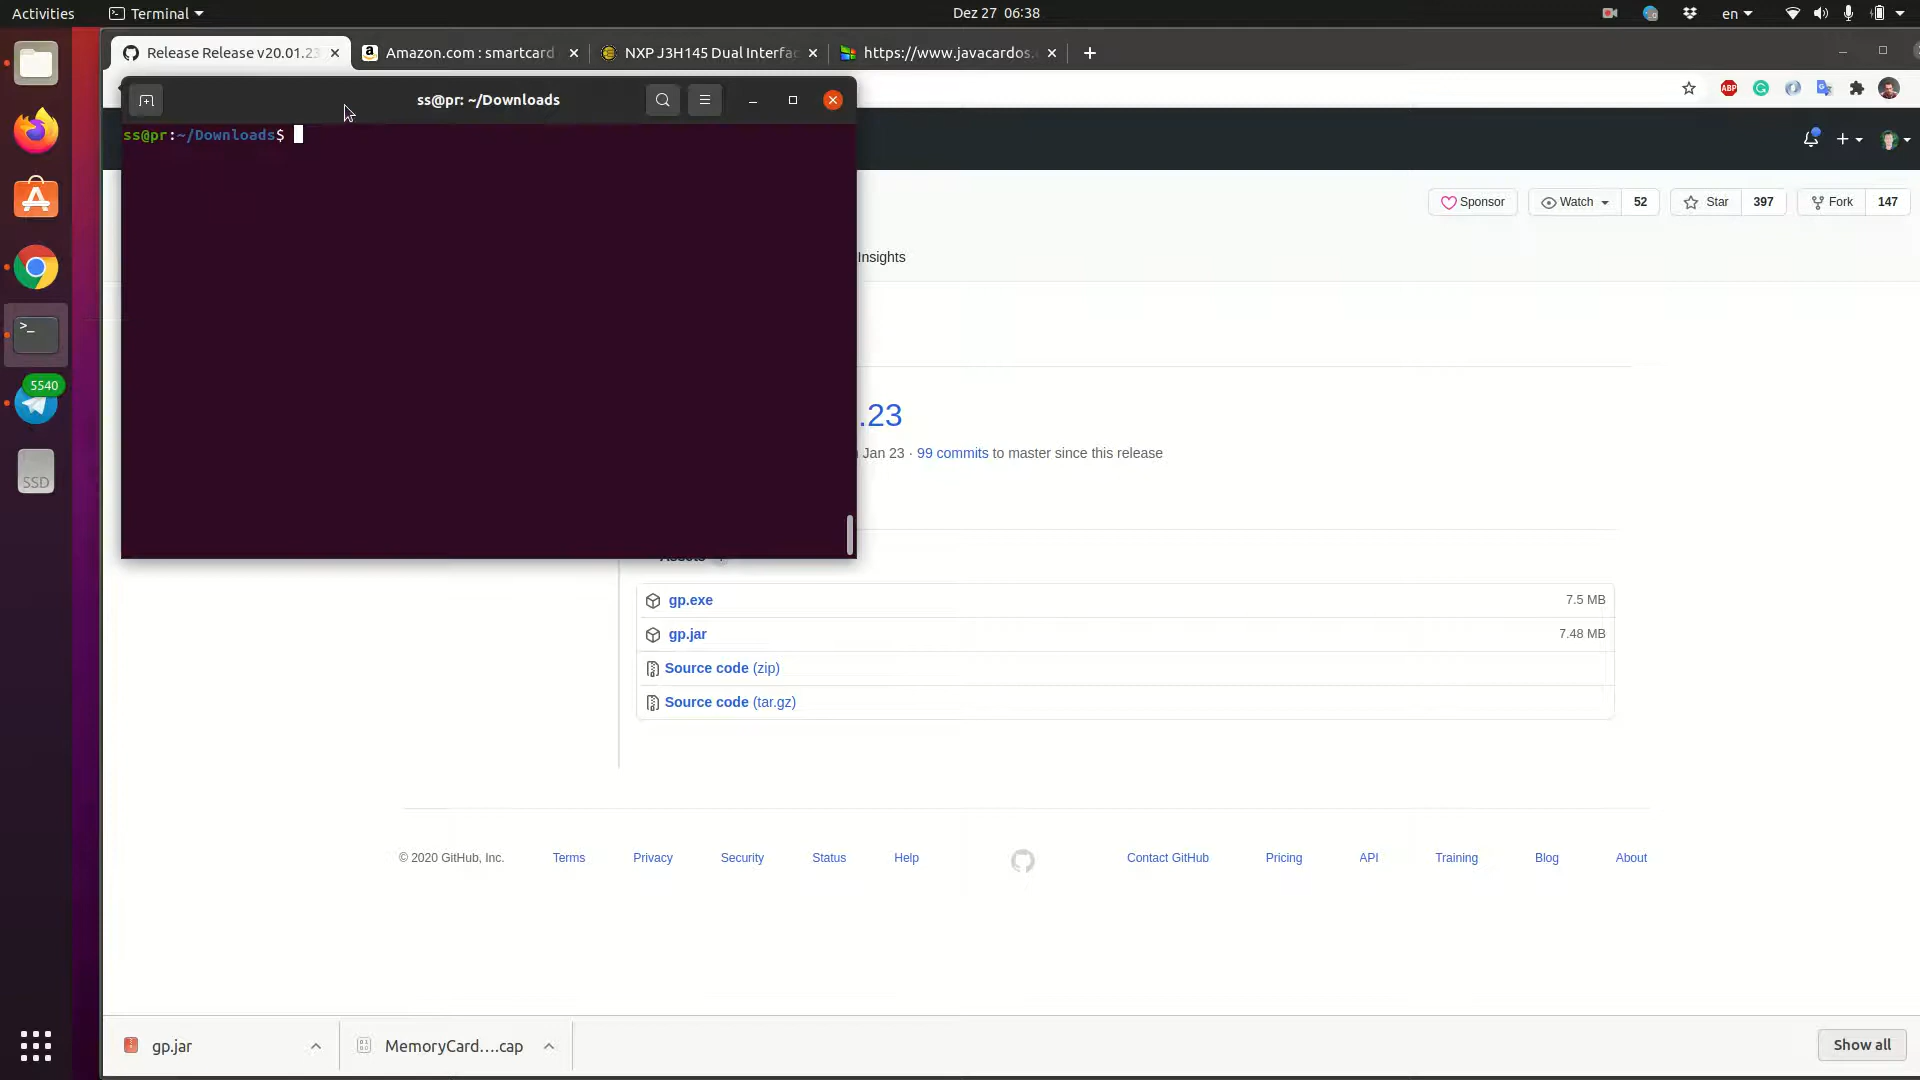 Activities
Terminal
Dez 27 06:38
en
Release Release v20.01.23
Amazon.com : smartcard
NXP J3H145 Dual Interfac
https://www.javacardos.
ss@pr: ~/Downloads
ABP
ss@pr:~/Downloads$
Sponsor
Watch
52
Star
397
Fork
147
Insights
.23
Jan 23 · 99 commits to master since this release
5540
SSD
gp.exe
7.5 MB
gp.jar
7.48 MB
Source code (zip)
Source code (tar.gz)
© 2020 GitHub, Inc.
Terms
Privacy
Security
Status
Help
Contact GitHub
Pricing
API
Training
Blog
About
gp.jar
MemoryCard....cap
Show all